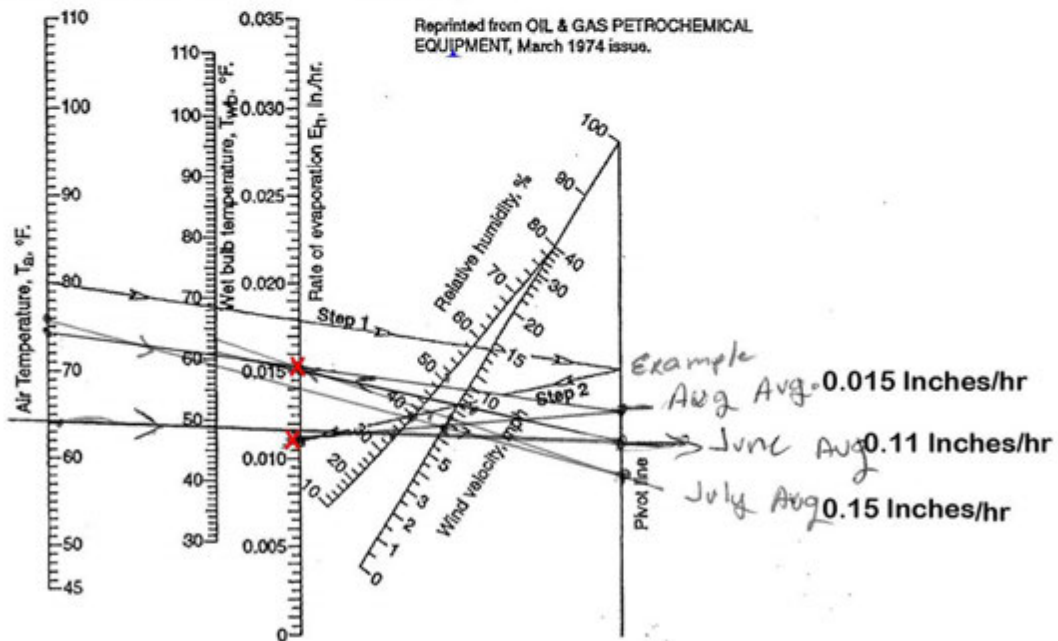 Reprinted from OIL & GAS PETROCHEMICAL
EQUIPMENT, March 1974 issue.
Air Temperature, Ta, °F.
110
100
90
80
70
60
50
45
Wet bulb temperature, Twb, °F.
110
100
90
80
70
60
50
40
30
Rate of evaporation Eh, in./hr.
0.035
0.030
0.025
0.020
0.015
0.010
0.005
0
Relative humidity, %
100
90
80
70
60
50
40
30
20
10
Wind velocity, mph
40
30
20
15
10
5
3
2
1
0
Pivot line
Step 1
Step 2
X
X
Example
Aug Avg. 0.015 Inches/hr
June Avg 0.11 Inches/hr
July Avg 0.15 Inches/hr